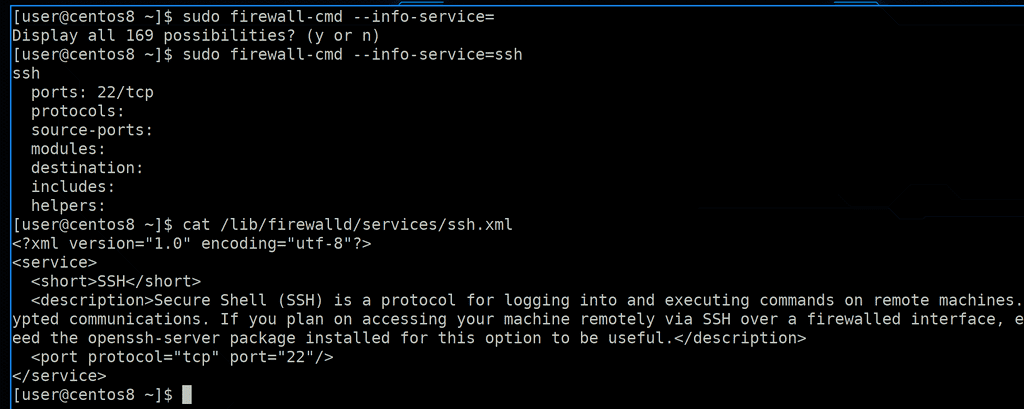 [user@centos8 ~]$ sudo firewall-cmd --info-service=
Display all 169 possibilities? (y or n)
[user@centos8 ~]$ sudo firewall-cmd --info-service=ssh
ssh
  ports: 22/tcp
  protocols:
  source-ports:
  modules:
  destination:
  includes:
  helpers:
[user@centos8 ~]$ cat /lib/firewalld/services/ssh.xml
<?xml version="1.0" encoding="utf-8"?>
<service>
  <short>SSH</short>
  <description>Secure Shell (SSH) is a protocol for logging into and executing commands on remote machines.
ypted communications. If you plan on accessing your machine remotely via SSH over a firewalled interface, e
eed the openssh-server package installed for this option to be useful.</description>
  <port protocol="tcp" port="22"/>
</service>
[user@centos8 ~]$